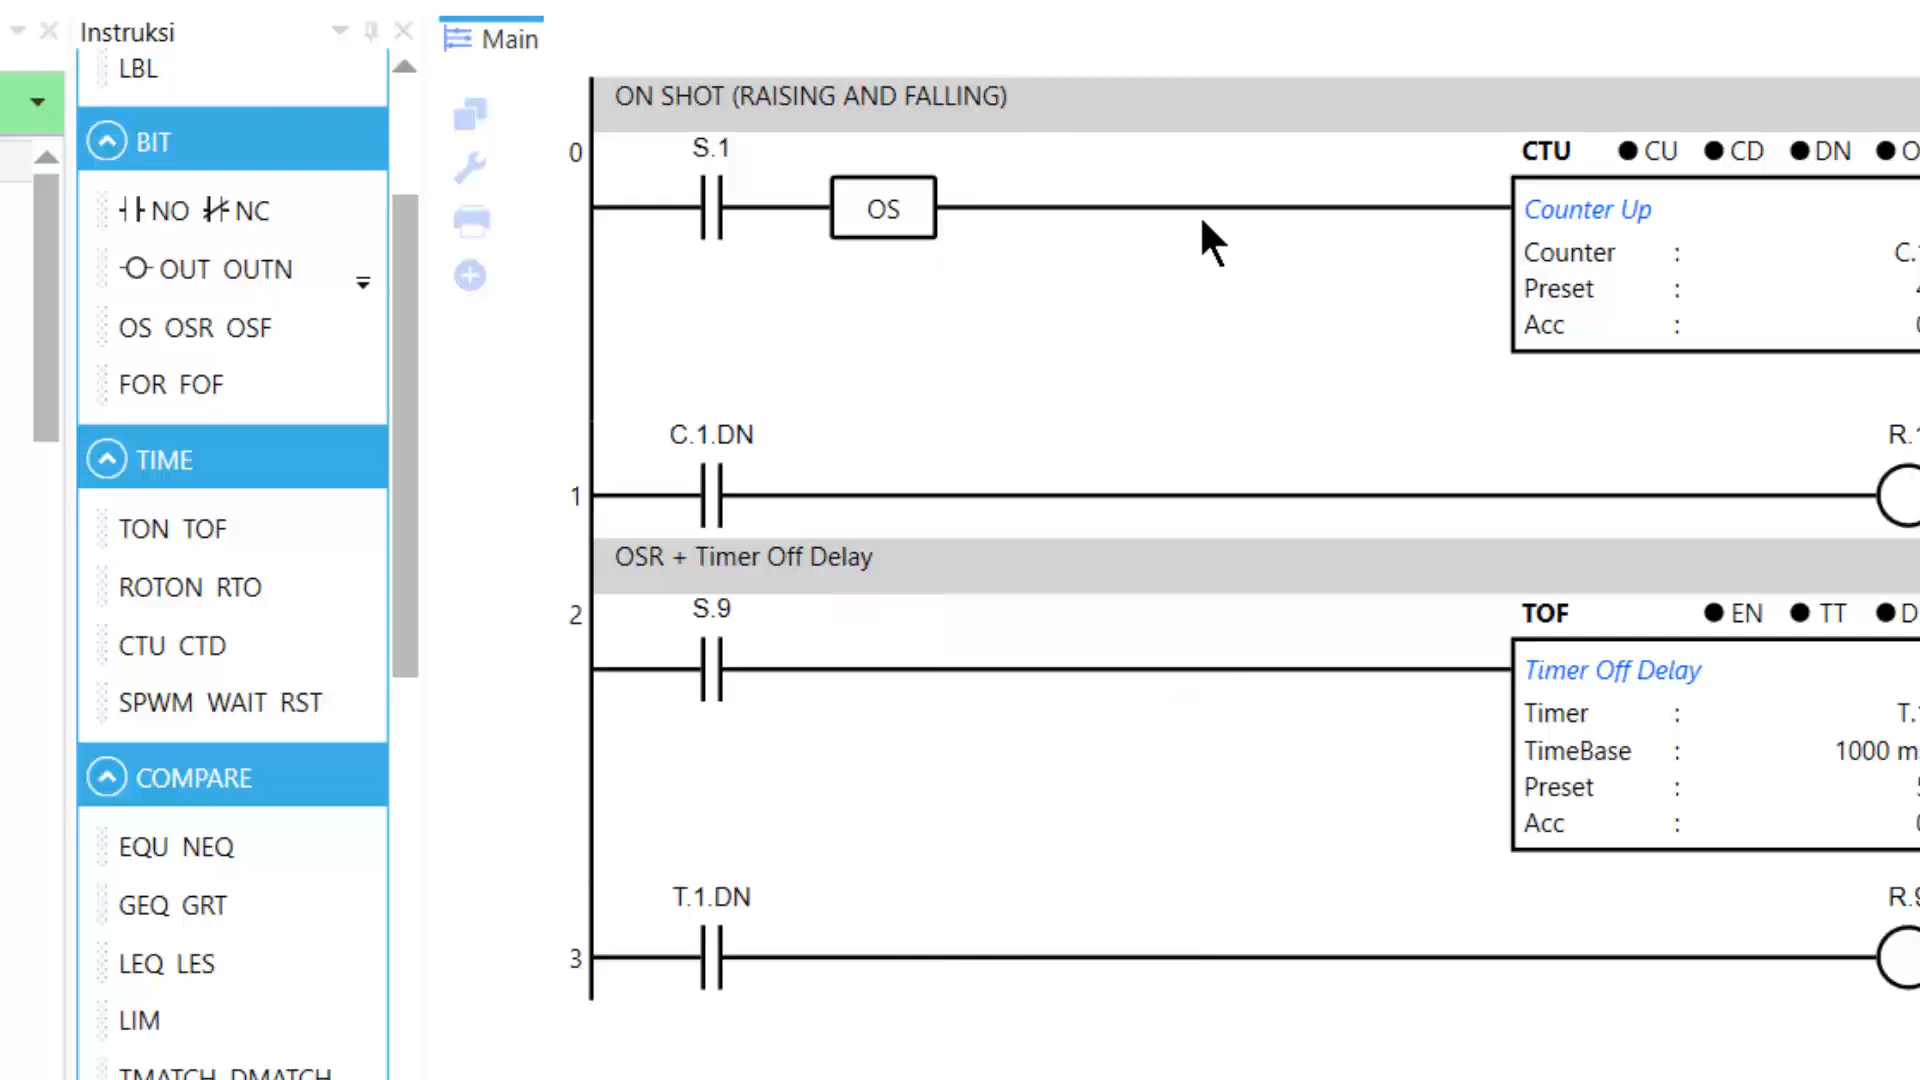 Instruksi
LBL
BIT
NO NC
OUT OUTN
OS OSR OSF
FOR FOF
TIME
TON TOF
ROTON RTO
CTU CTD
SPWM WAIT RST
COMPARE
EQU NEQ
GEQ GRT
LEQ LES
LIM
TMATCH DMATCH
Main
ON SHOT (RAISING AND FALLING)
0
S.1
OS
CTU CU CD DN
Counter Up
Counter :
Preset :
Acc :
C.1.DN
1
OSR + Timer Off Delay
2
S.9
TOF EN TT
Timer Off Delay
Timer :
TimeBase : 1000
Preset :
Acc :
T.1.DN
3